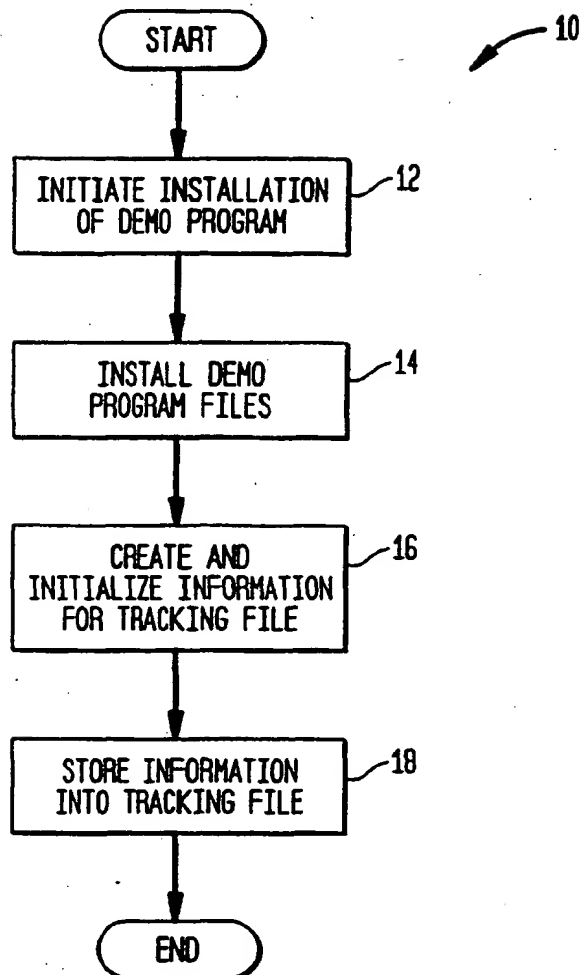 START
10
INITIATE INSTALLATION
OF DEMO PROGRAM
12
INSTALL DEMO
PROGRAM FILES
14
CREATE AND
INITIALIZE INFORMATION
FOR TRACKING FILE
16
STORE INFORMATION
INTO TRACKING FILE
18
END